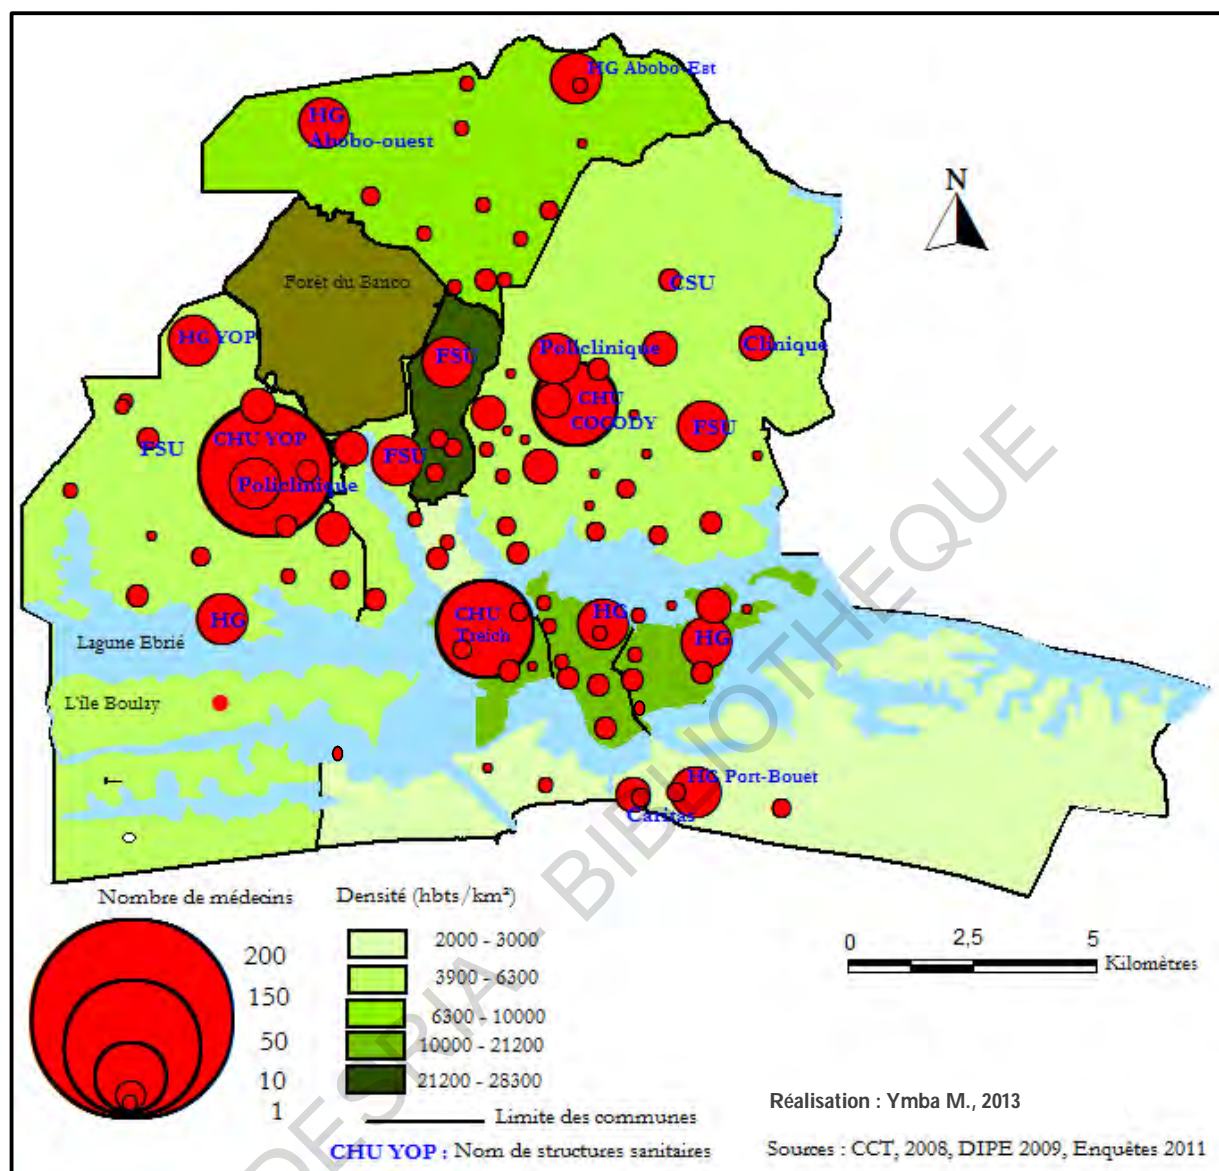 HG Abobo-Est
HG
Abobo-ouest
N
Forêt du Banco
CSU
HG YOP
FSU
Policlinique
Clinique
CHU
COCODY
FSU
CHU YOP
FSU
FSU
Policlinique
HG
CHU
Treich
HG
HG
Lagune Ebrié
L'île Boulay
HG Port-Bouet
Caritas
Nombre de médecins
200
150
50
10
1
Densité (hbts/km²)
2000 - 3000
3900 - 6300
6300 - 10000
10000 - 21200
21200 - 28300
Limite des communes
CHU YOP : Nom de structures sanitaires
0 2,5 5
Kilomètres
Réalisation : Ymba M., 2013
Sources : CCT, 2008, DIPE 2009, Enquêtes 2011
DESRIA - BIBLIOTHEQUE